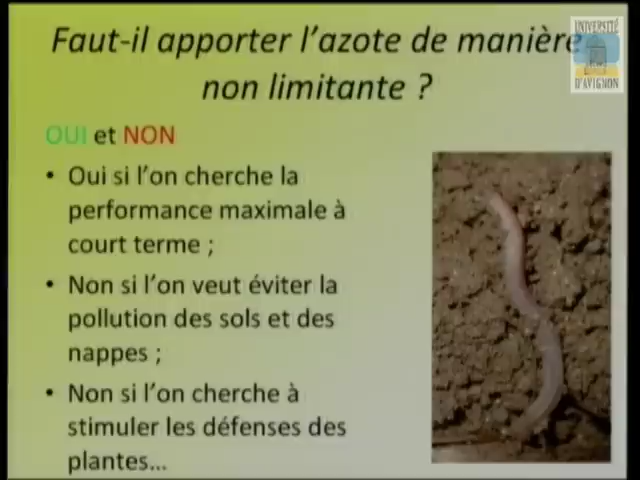 Faut-il apporter l'azote de manière
non limitante ?
UNIVERSITÉ
D'AVIGNON
OUI et NON
• Oui si l'on cherche la
performance maximale à
court terme ;
• Non si l'on veut éviter la
pollution des sols et des
nappes ;
• Non si l'on cherche à
stimuler les défenses des
plantes...